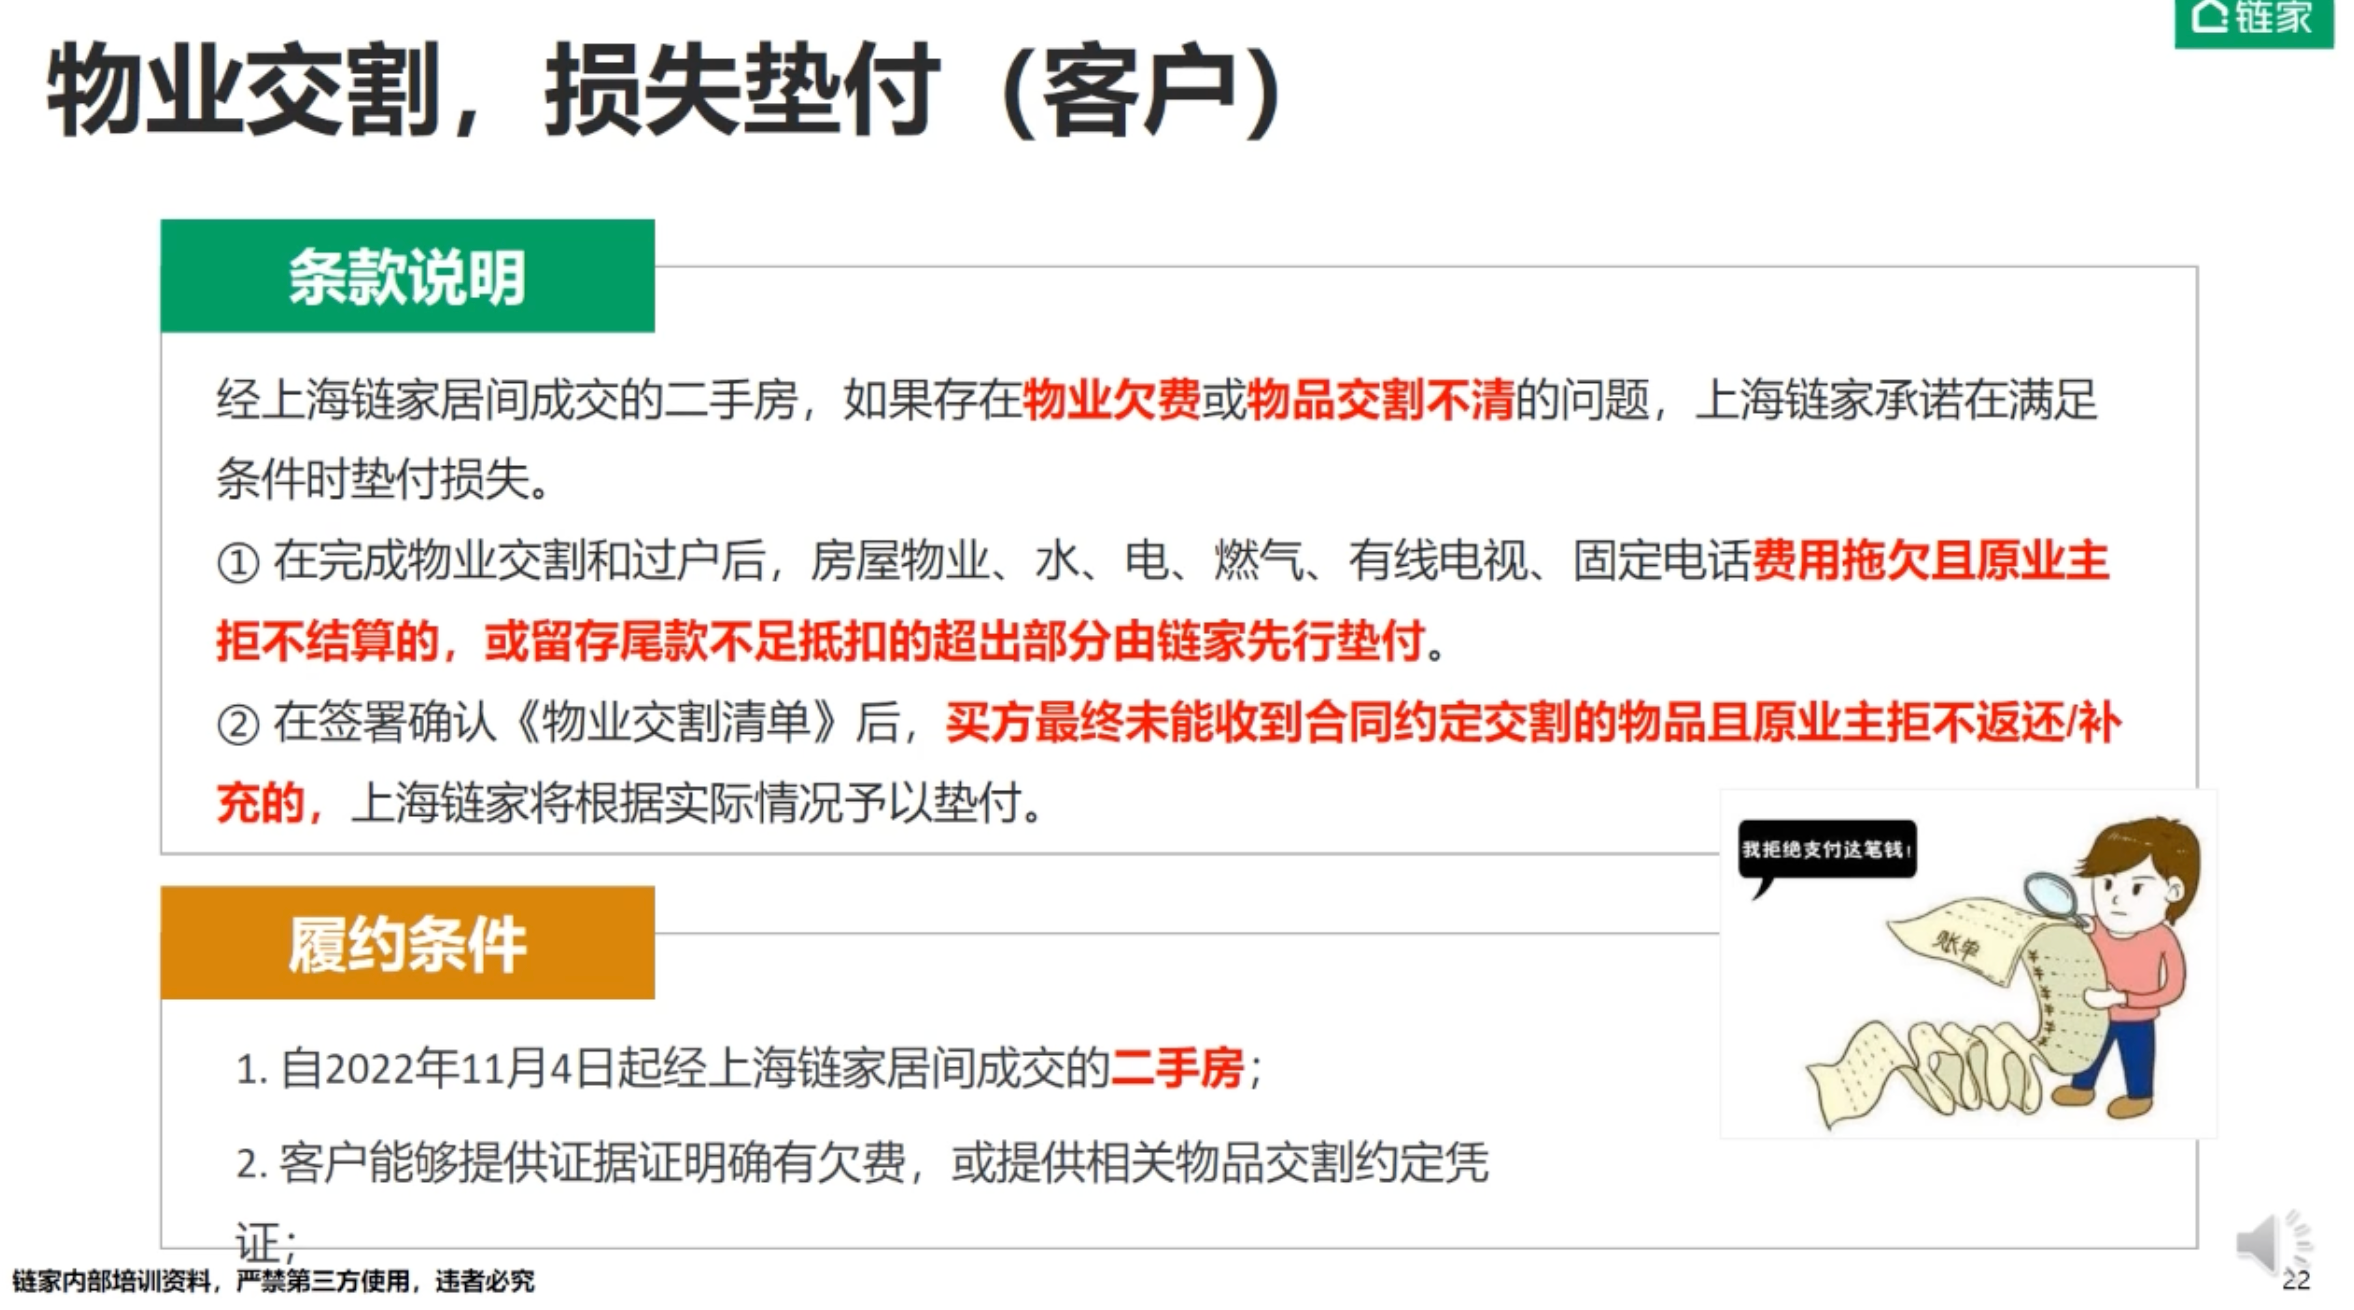 链家
物业交割，损失垫付（客户）
条款说明
经上海链家居间成交的二手房，如果存在物业欠费或物品交割不清的问题，上海链家承诺在满足
条件时垫付损失。
① 在完成物业交割和过户后，房屋物业、水、电、燃气、有线电视、固定电话费用拖欠且原业主
拒不结算的，或留存尾款不足抵扣的超出部分由链家先行垫付。
② 在签署确认《物业交割清单》后，买方最终未能收到合同约定交割的物品且原业主拒不返还/补
充的，上海链家将根据实际情况予以垫付。
我拒绝支付这笔钱！
账单
履约条件
1. 自2022年11月4日起经上海链家居间成交的二手房；
2. 客户能够提供证据证明确有欠费，或提供相关物品交割约定凭
证；
链家内部培训资料，严禁第三方使用，违者必究
22